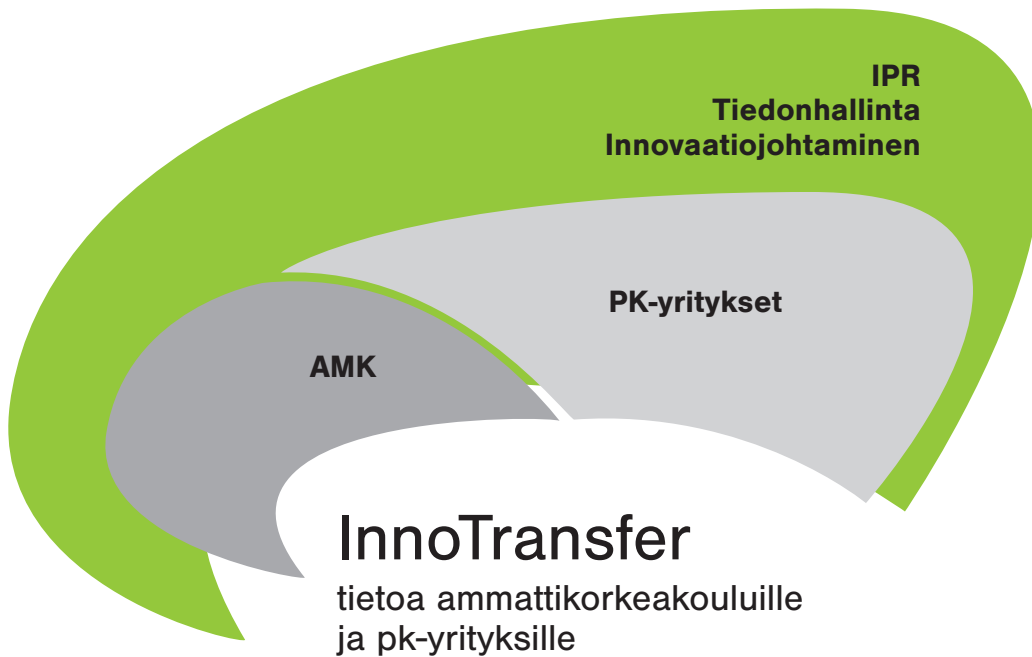 IPR
Tiedonhallinta
Innovaatiojohtaminen
PK-yritykset
AMK
InnoTransfer
tietoa ammattikorkeakouluille
ja pk-yrityksille